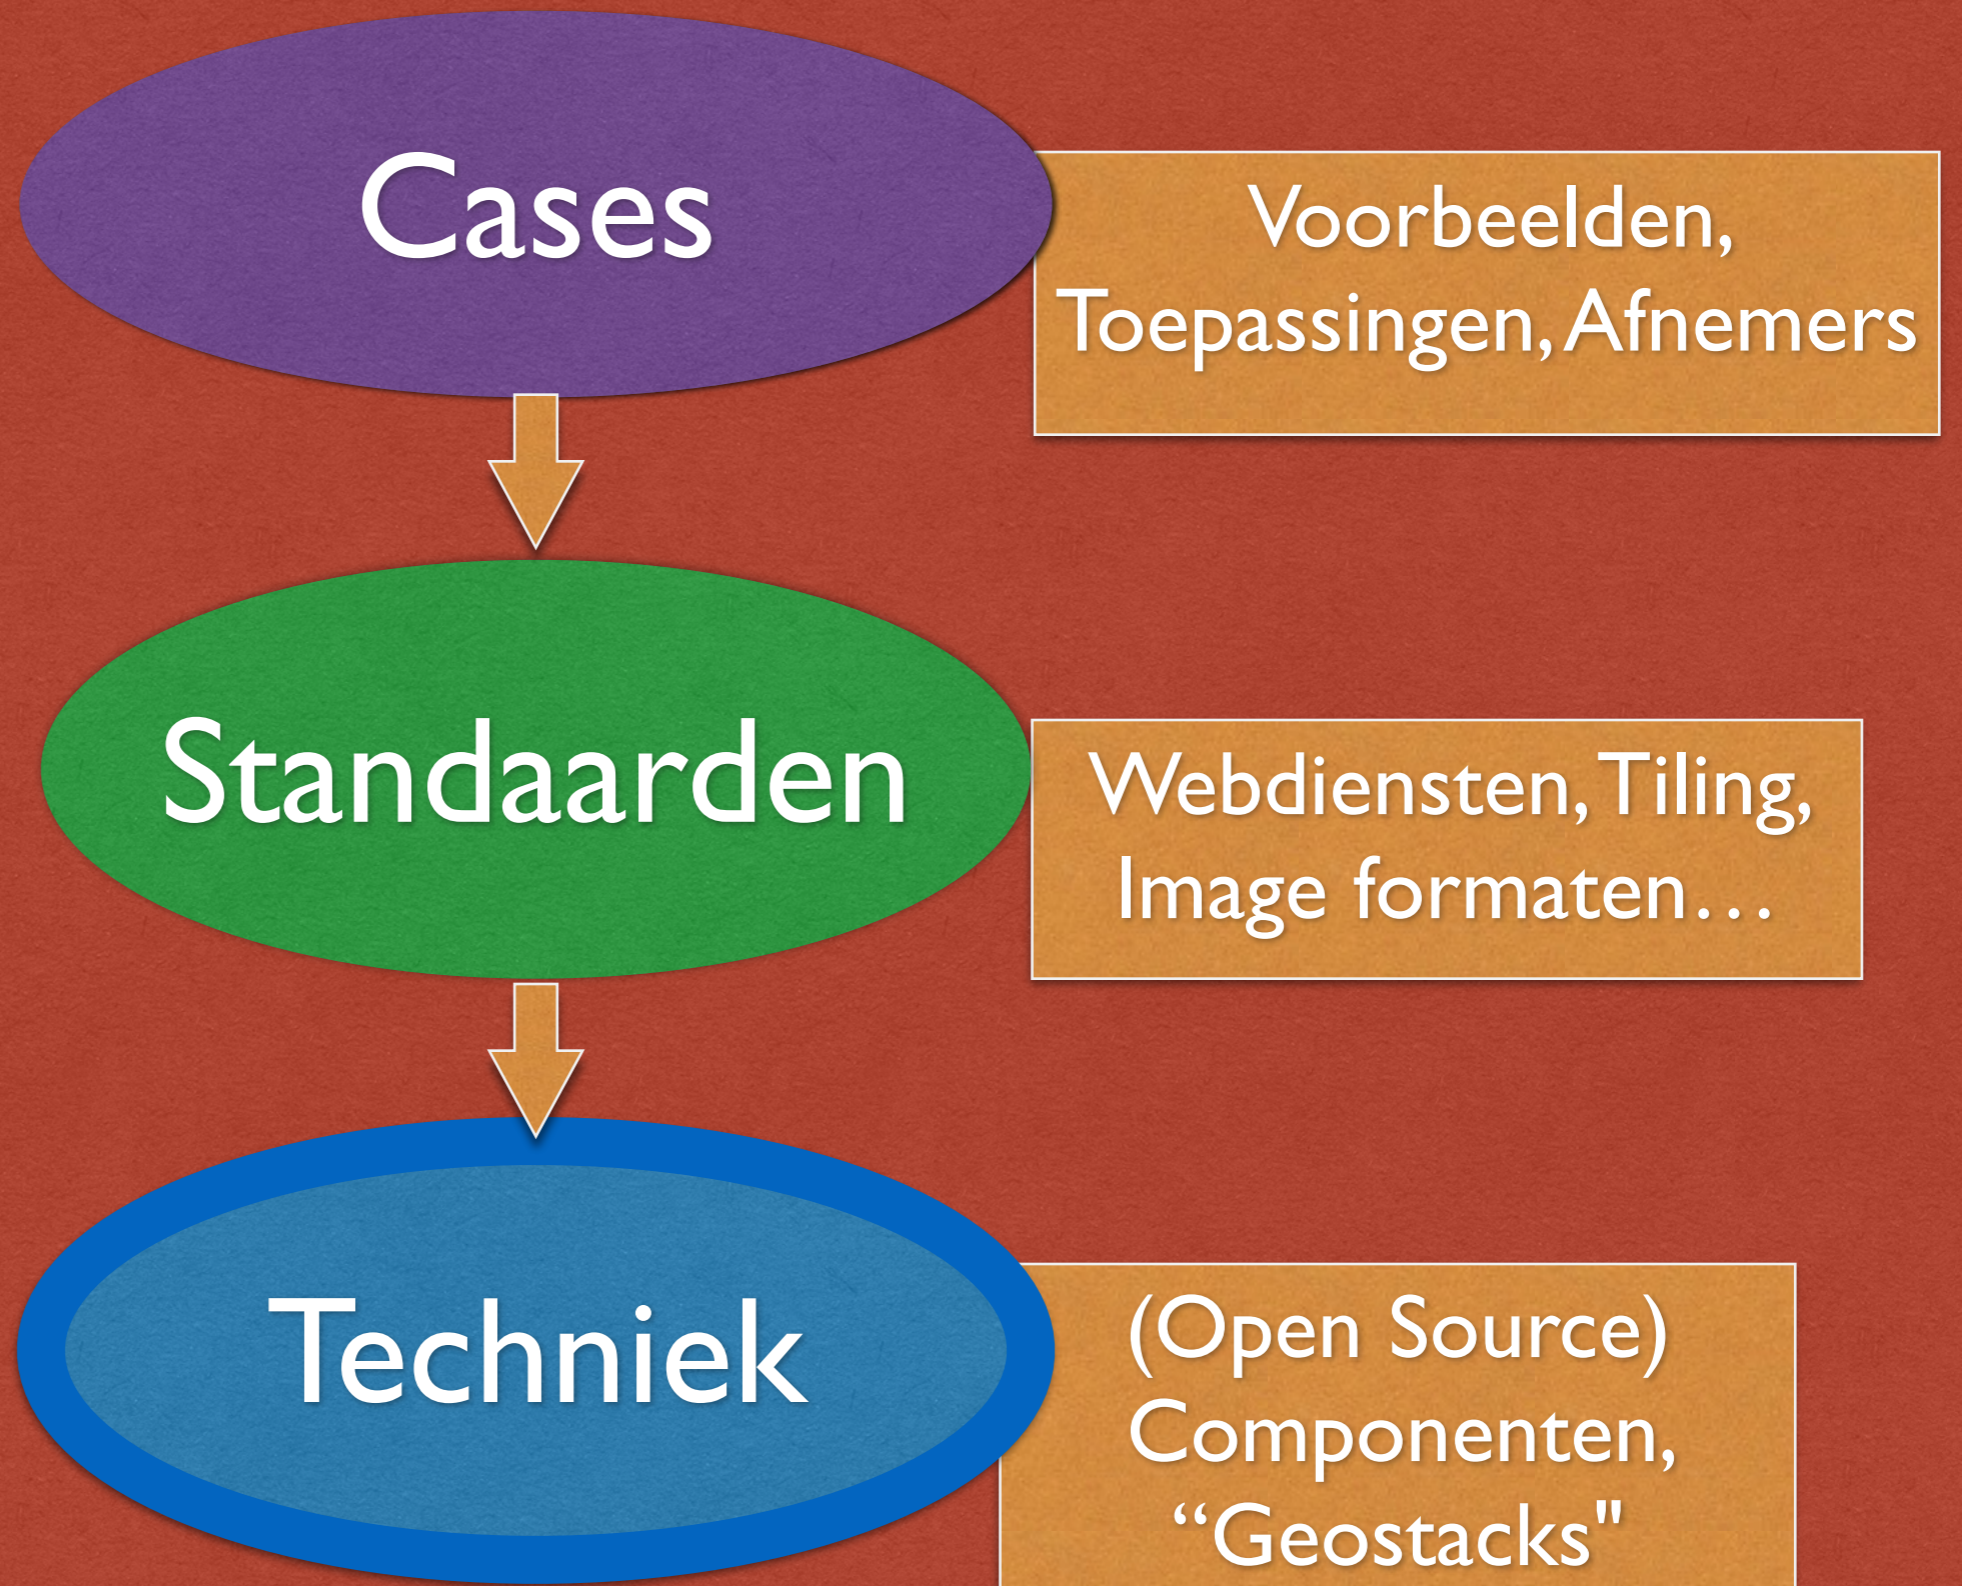 Cases
Voorbeelden,
Toepassingen, Afnemers
Standaarden
Webdiensten, Tiling,
Image formaten…
Techniek
(Open Source)
Componenten,
“Geostacks"